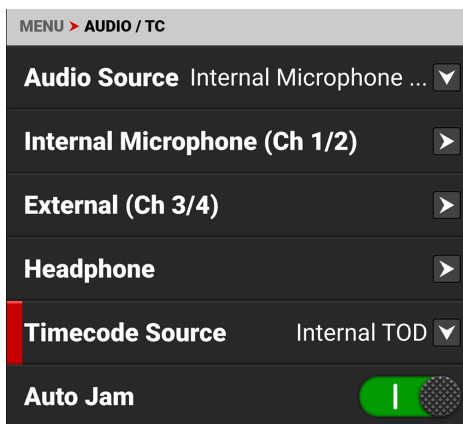 MENU ➤ AUDIO / TC
Audio Source Internal Microphone ...
Internal Microphone (Ch 1/2)
External (Ch 3/4)
Headphone
Timecode Source Internal TOD
Auto Jam